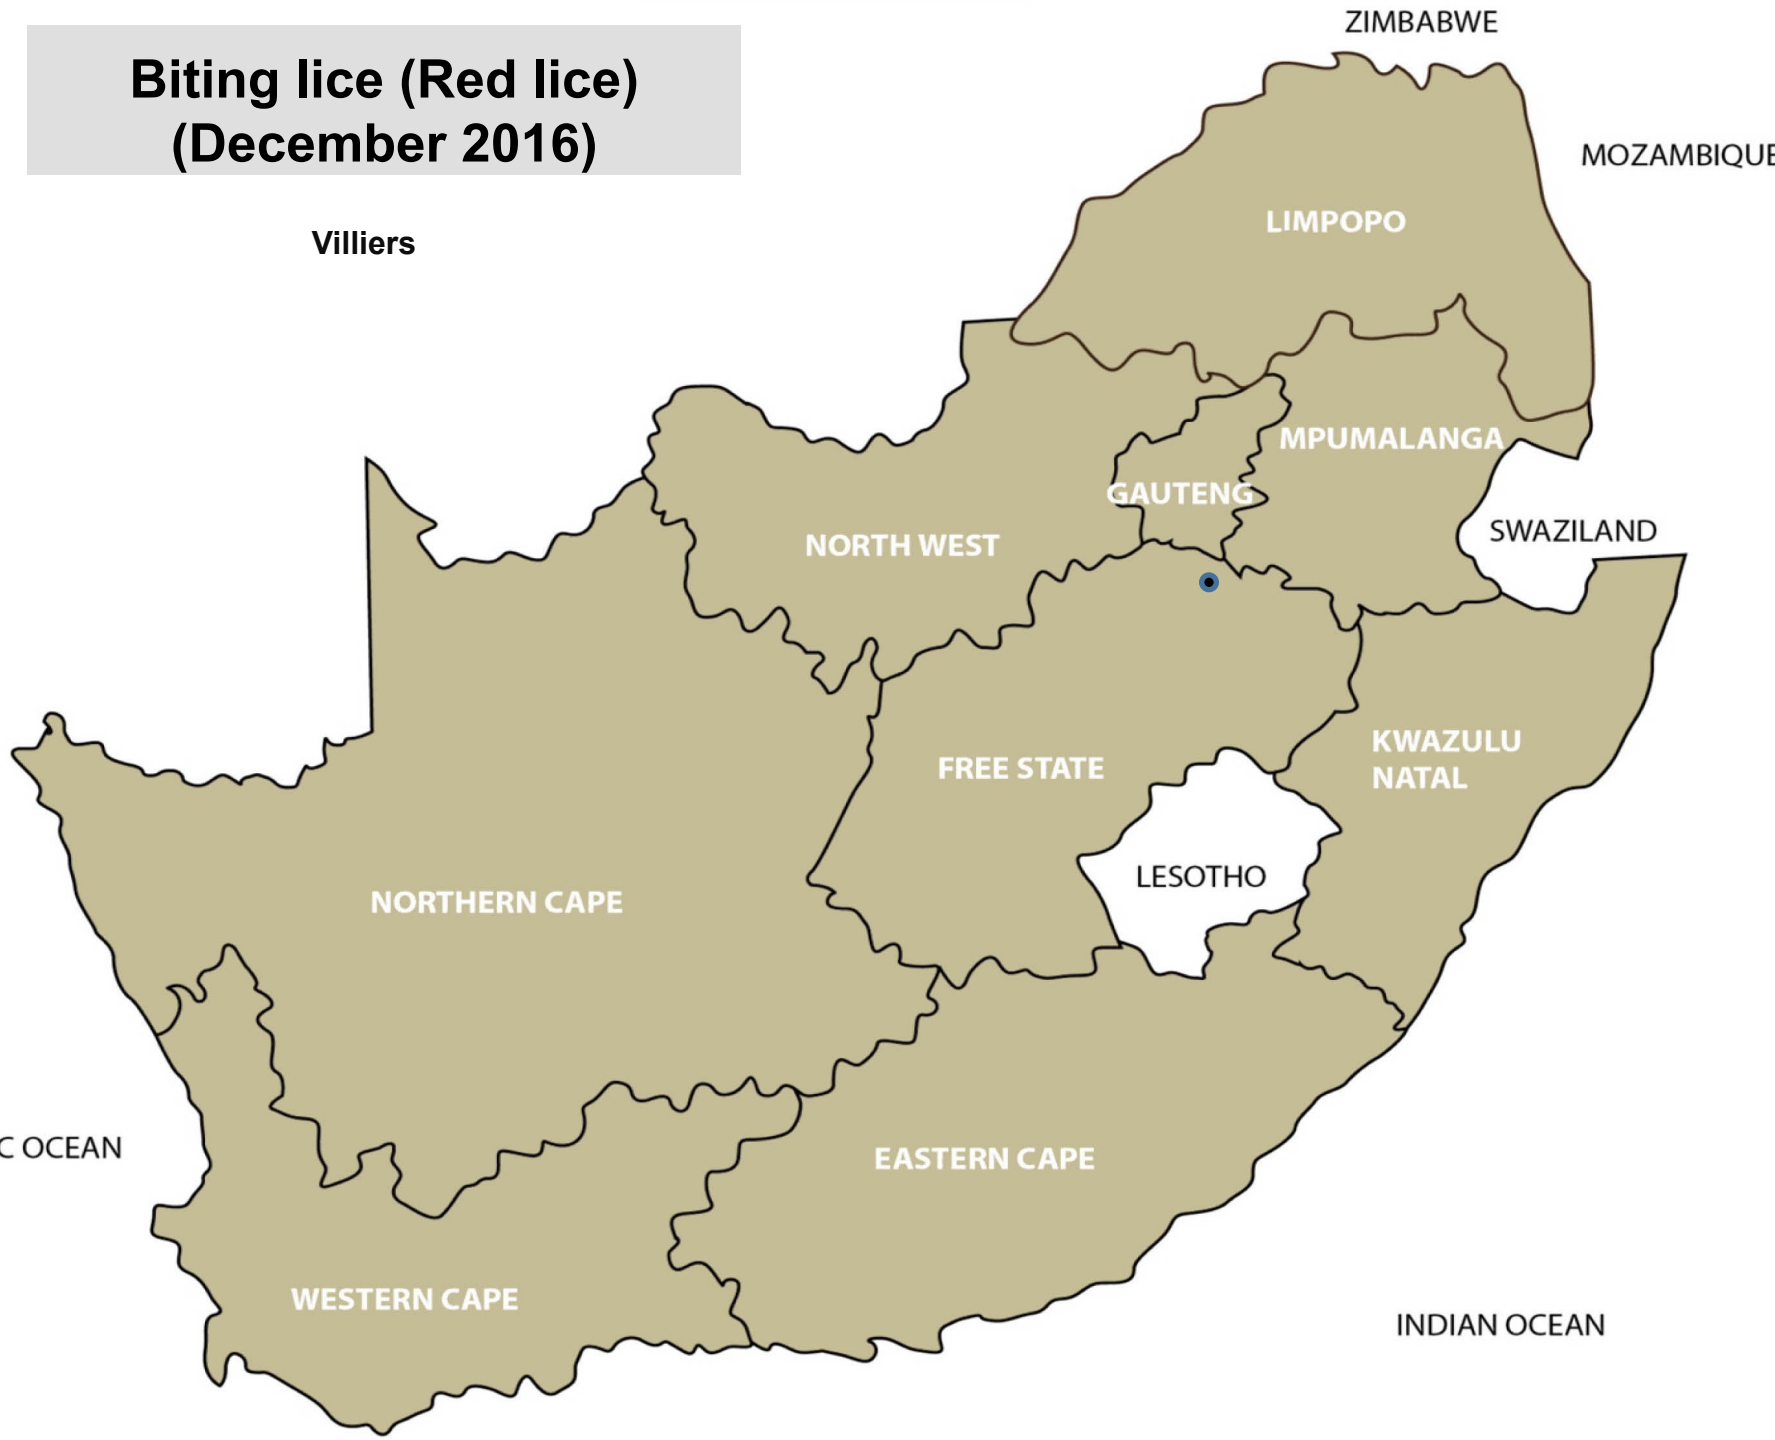 Biting lice (Red lice)
(December 2016)
Villiers
ZIMBABWE
MOZAMBIQUE
LIMPOPO
MPUMALANGA
GAUTENG
SWAZILAND
NORTH WEST
KWAZULU
NATAL
FREE STATE
LESOTHO
NORTHERN CAPE
C OCEAN
EASTERN CAPE
WESTERN CAPE
INDIAN OCEAN